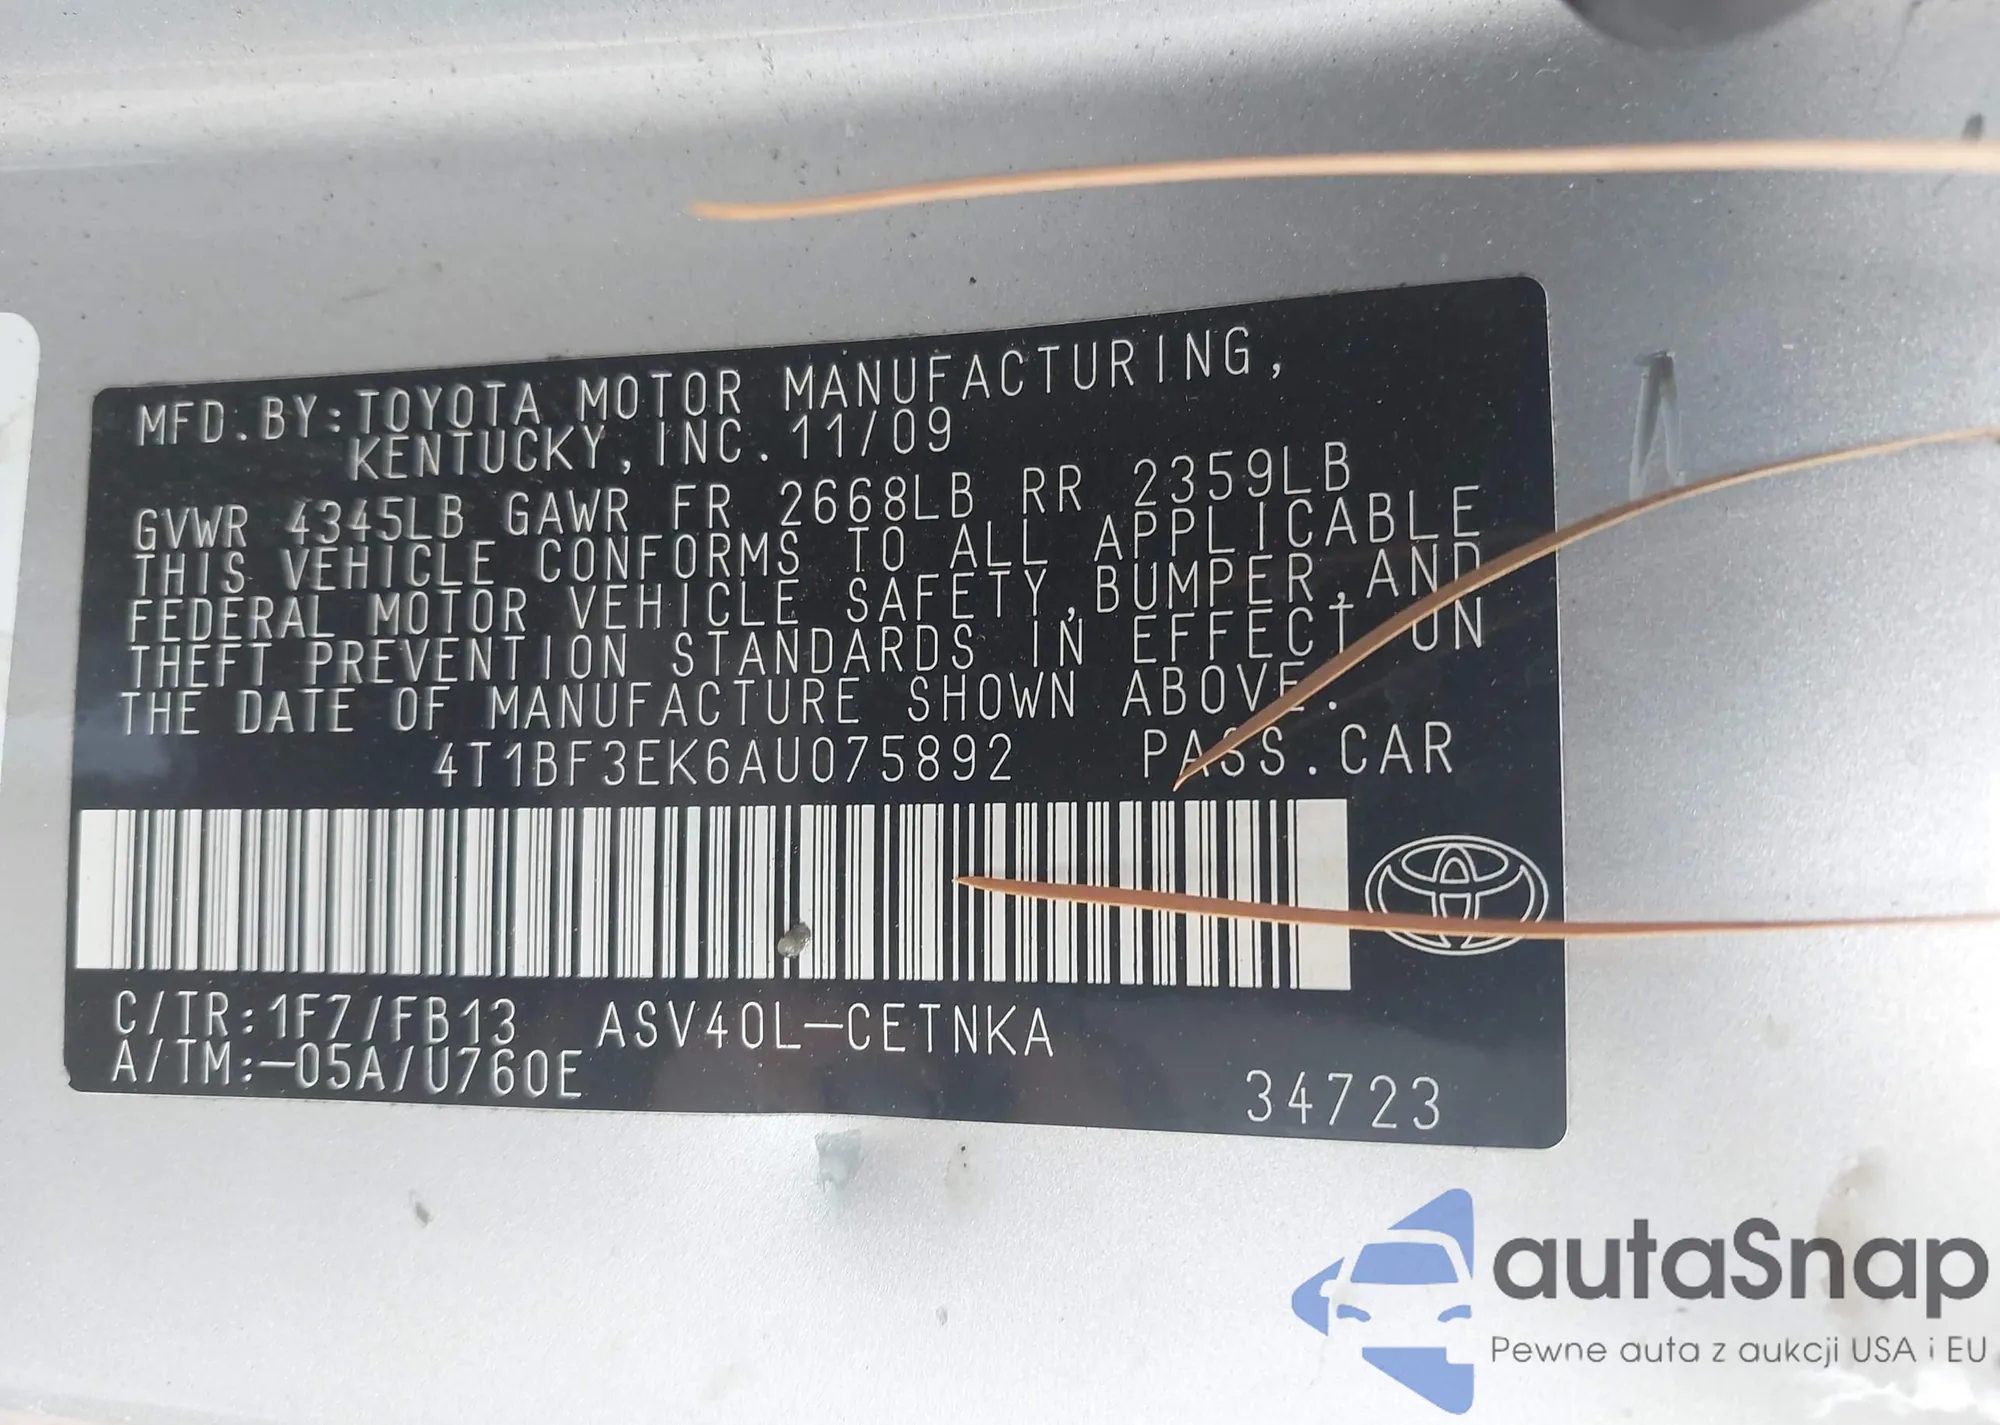 MFD.BY:TOYOTA MOTOR MANUFACTURING,
KENTUCKY, INC. 11/09
GVWR 4345LB GAWR FR 2668LB RR 2359LB
THIS VEHICLE CONFORMS TO ALL APPLICABLE
FEDERAL MOTOR VEHICLE SAFETY,BUMPER,AND
THEFT PREVENTION STANDARDS IN EFFECT ON
THE DATE OF MANUFACTURE SHOWN ABOVE.
4T1BF3EK6AU075892 PASS.CAR
C/TR:1F7/FB13 ASV40L-CETNKA
A/TM:-05A/U760E
34723
autaSnap
Pewne auta z aukcji USA i EU